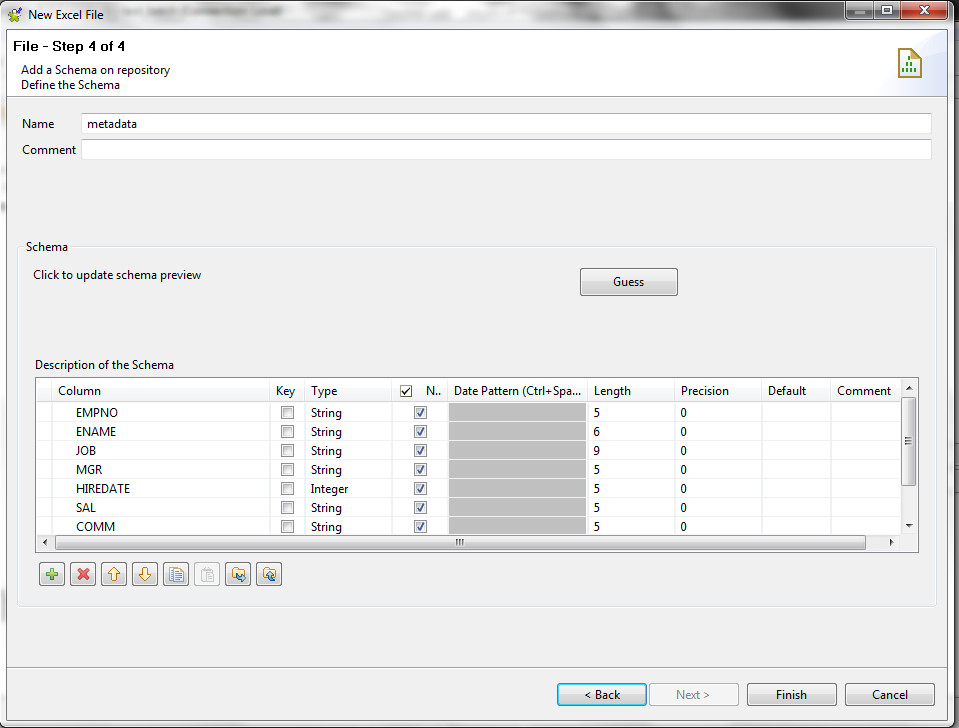 New Excel File
File - Step 4 of 4
Add a Schema on repository
Define the Schema
Name metadata
Comment
Schema
Click to update schema preview Guess
Description of the Schema
Column Key Type N.. Date Pattern (Ctrl+Spa... Length Precision Default Comment
EMPNO String 5 0
ENAME String 6 0
JOB String 9 0
MGR String 5 0
HIREDATE Integer 5 0
SAL String 5 0
COMM String 5 0
< Back Next > Finish Cancel